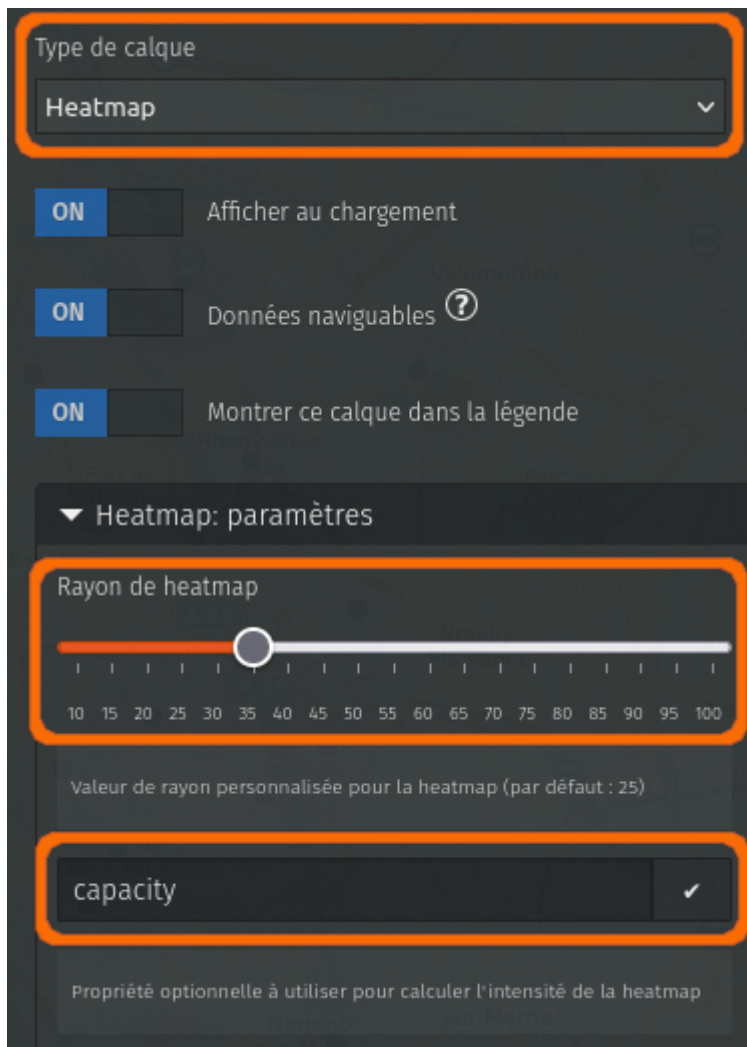 Type de calque
Heatmap
ON Afficher au chargement
Villemomble
ON Données naviguables ?
ON Montrer ce calque dans la légende
Heatmap: paramètres
Rayon de heatmap
10 15 20 25 30 35 40 45 50 55 60 65 70 75 80 85 90 95 100
Valeur de rayon personnalisée pour la heatmap (par défaut : 25)
capacity
Propriété optionnelle à utiliser pour calculer l'intensité de la heatmap